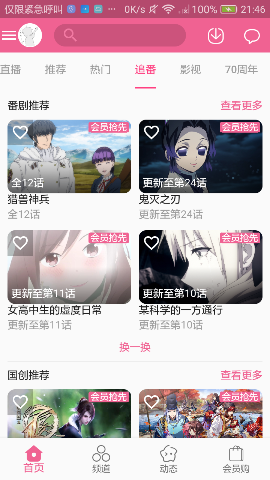 仅限紧急呼叫 0K/s 100% 21:46
直播 推荐 热门 追番 影视 70周年
番剧推荐 查看更多
会员抢先 会员抢先
全12话 更新至第24话
猎兽神兵 鬼灭之刃
全12话 更新至第24话
会员抢先 会员抢先
更新至第11话 更新至第10话
女高中生的虚度日常 某科学的一方通行
更新至第11话 更新至第10话
换一换
国创推荐 查看更多
会员抢先 会员抢先
首页 频道 动态 会员购